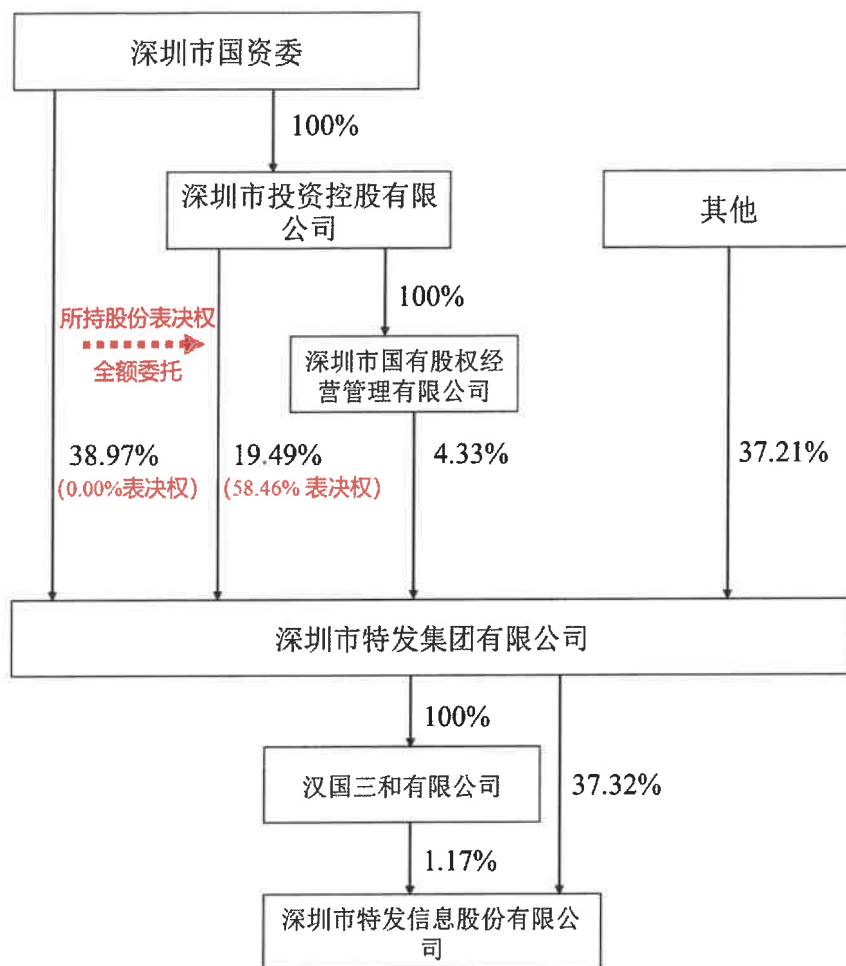 深圳市国资委
100%
深圳市投资控股有限
公司
其他
100%
所持股份表决权
全额委托
深圳市国有股权经
营管理有限公司
38.97%
(0.00%表决权)
19.49%
(58.46% 表决权)
4.33%
37.21%
深圳市特发集团有限公司
100%
汉国三和有限公司
37.32%
1.17%
深圳市特发信息股份有限公
司